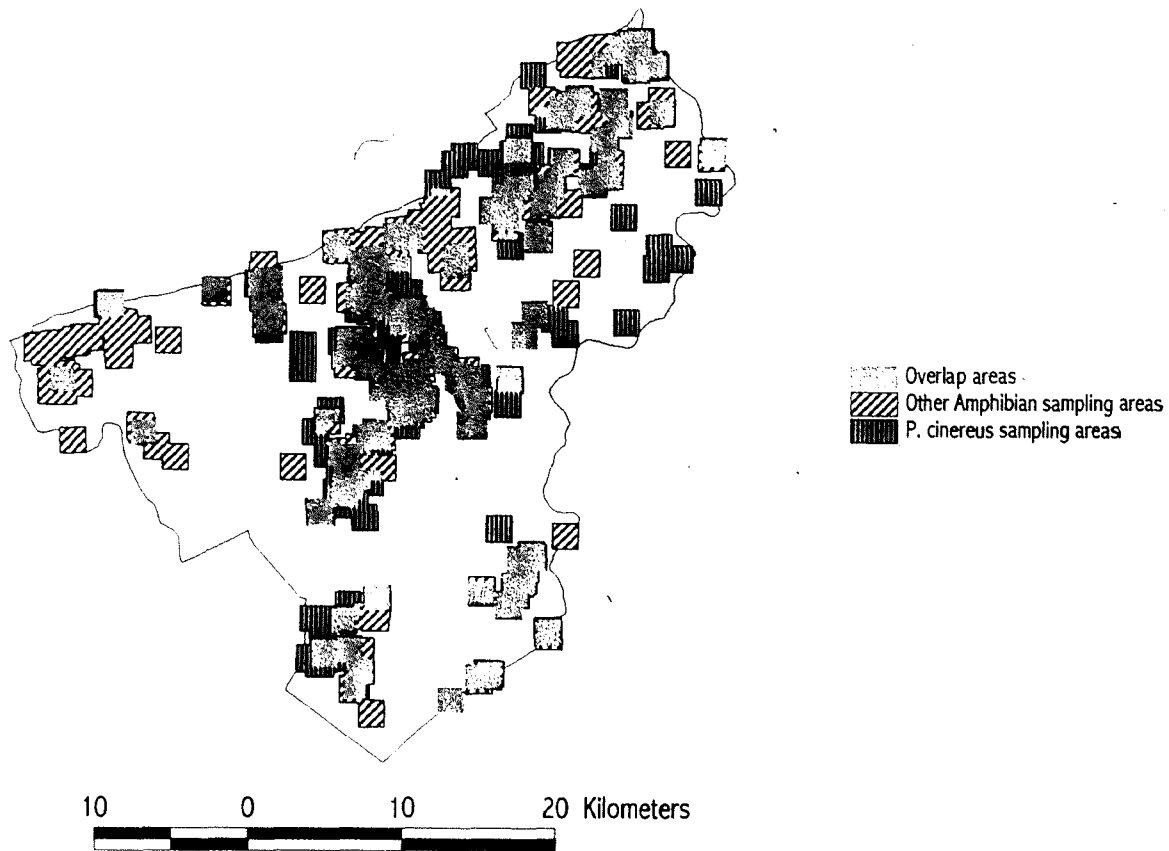 Overlap areas
Other Amphibian sampling areas
P. cinereus sampling areas
10 0 10 20 Kilometers